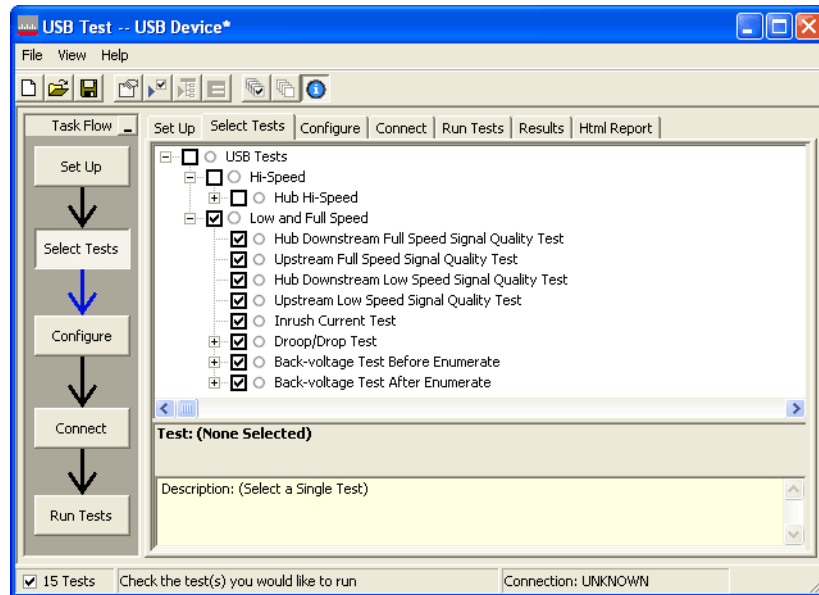 USB Test -- USB Device*
File View Help
Task Flow
Set Up Select Tests Configure Connect Run Tests Results Html Report
Set Up
Select Tests
Configure
Connect
Run Tests
USB Tests
Hi-Speed
Hub Hi-Speed
Low and Full Speed
Hub Downstream Full Speed Signal Quality Test
Upstream Full Speed Signal Quality Test
Hub Downstream Low Speed Signal Quality Test
Upstream Low Speed Signal Quality Test
Inrush Current Test
Droop/Drop Test
Back-voltage Test Before Enumerate
Back-voltage Test After Enumerate
Test: (None Selected)
Description: (Select a Single Test)
15 Tests Check the test(s) you would like to run Connection: UNKNOWN